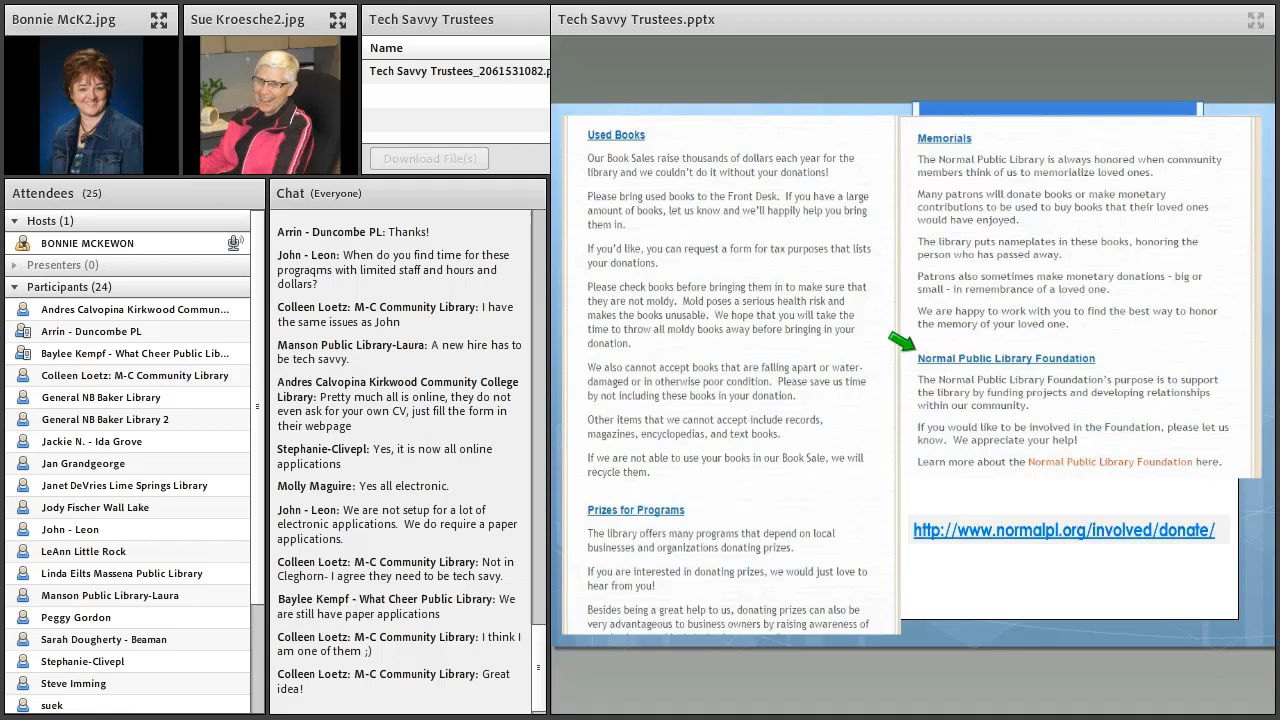 Bonnie McK2.jpg
Sue Kroesche2.jpg
Tech Savvy Trustees
Name
Tech Savvy Trustees_2061531082.p
Download File(s)
Attendees (25)
Hosts (1)
BONNIE MCKEWON
Presenters (0)
Participants (24)
Andres Calvopina Kirkwood Commun...
Arrin - Duncombe PL
Baylee Kempf - What Cheer Public Lib...
Colleen Loetz: M-C Community Library
General NB Baker Library
General NB Baker Library 2
Jackie N. - Ida Grove
Jan Grandgeorge
Janet DeVries Lime Springs Library
Jody Fischer Wall Lake
John - Leon
LeAnn Little Rock
Linda Eilts Massena Public Library
Manson Public Library-Laura
Peggy Gordon
Sarah Dougherty - Beaman
Stephanie-Clivepl
Steve Imming
suek
Chat (Everyone)
Arrin - Duncombe PL: Thanks!
John - Leon: When do you find time for these
prograqms with limited staff and hours and
dollars?
Colleen Loetz: M-C Community Library: I have
the same issues as John
Manson Public Library-Laura: A new hire has to
be tech savvy.
Andres Calvopina Kirkwood Community College
Library: Pretty much all is online, they do not
even ask for your own CV, just fill the form in
their webpage
Stephanie-Clivepl: Yes, it is now all online
applications
Molly Maguire: Yes all electronic.
John - Leon: We are not setup for a lot of
electronic applications. We do require a paper
applications.
Colleen Loetz: M-C Community Library: Not in
Cleghorn- I agree they need to be tech savy.
Baylee Kempf - What Cheer Public Library: We
are still have paper applications
Colleen Loetz: M-C Community Library: I think I
am one of them ;)
Colleen Loetz: M-C Community Library: Great
idea!
Tech Savvy Trustees.pptx
Used Books
Our Book Sales raise thousands of dollars each year for the
library and we couldn't do it without your donations!
Please bring used books to the Front Desk. If you have a large
amount of books, let us know and we'll happily help you bring
them in.
If you'd like, you can request a form for tax purposes that lists
your donations.
Please check books before bringing them in to make sure that
they are not moldy. Mold poses a serious health risk and
makes the books unusable. We hope that you will take the
time to throw all moldy books away before bringing in your
donation.
We also cannot accept books that are falling apart or water-
damaged or in otherwise poor condition. Please save us time
by not including these books in your donation.
Other items that we cannot accept include records,
magazines, encyclopedias, and text books.
If we are not able to use your books in our Book Sale, we will
recycle them.
Prizes for Programs
The library offers many programs that depend on local
businesses and organizations donating prizes.
If you are interested in donating prizes, we would just love to
hear from you!
Besides being a great help to us, donating prizes can also be
very advantageous to business owners by raising awareness of
Memorials
The Normal Public Library is always honored when community
members think of us to memorialize loved ones.
Many patrons will donate books or make monetary
contributions to be used to buy books that their loved ones
would have enjoyed.
The library puts nameplates in these books, honoring the
person who has passed away.
Patrons also sometimes make monetary donations - big or
small - in remembrance of a loved one.
We are happy to work with you to find the best way to honor
the memory of your loved one.
Normal Public Library Foundation
The Normal Public Library Foundation's purpose is to support
the library by funding projects and developing relationships
within our community.
If you would like to be involved in the Foundation, please let us
know. We appreciate your help!
Learn more about the Normal Public Library Foundation here.
http://www.normalpl.org/involved/donate/